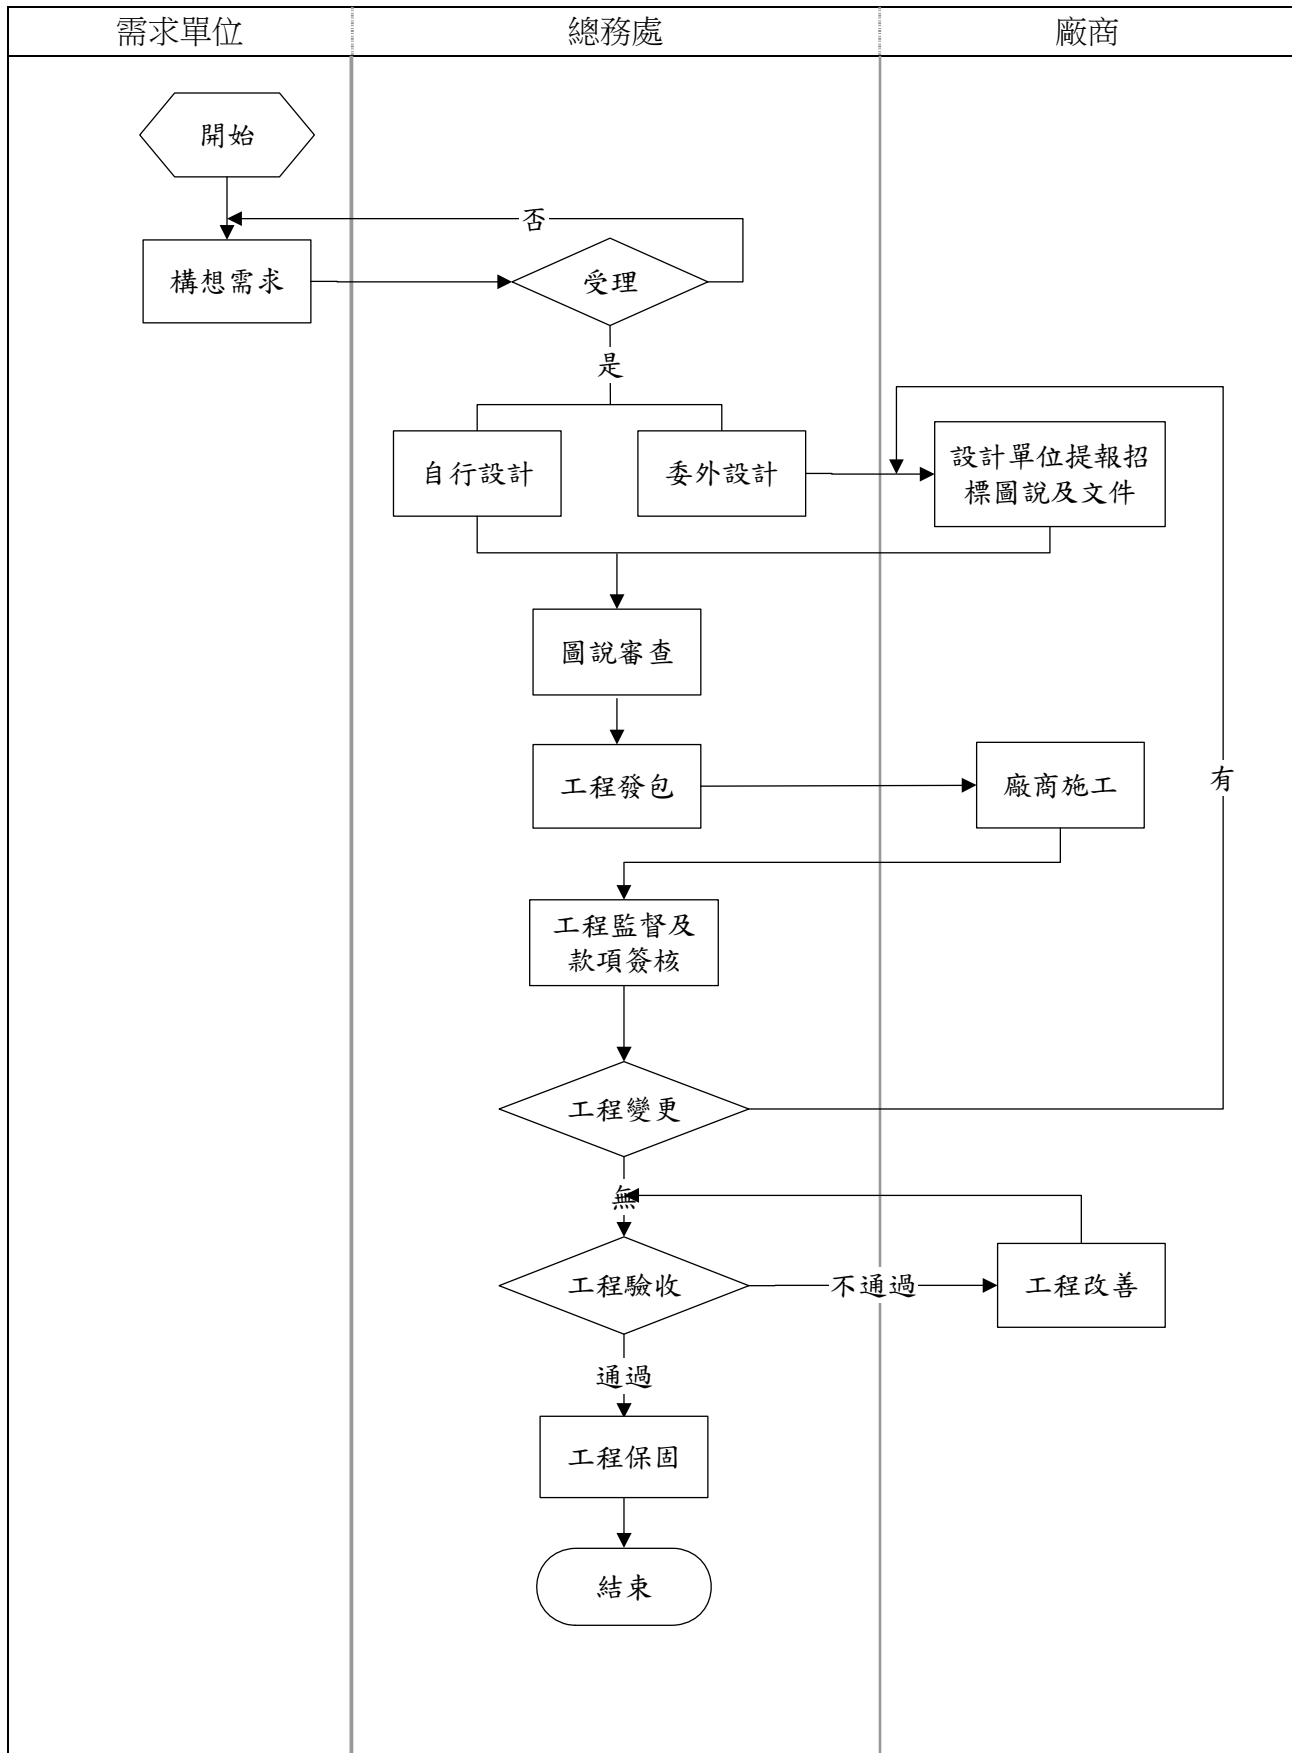 需求單位
總務處
廠商
開始
否
構想需求
受理
是
自行設計
委外設計
設計單位提報招
標圖說及文件
圖說審查
工程發包
廠商施工
有
工程監督及
款項簽核
工程變更
無
工程驗收
不通過
工程改善
通過
工程保固
結束